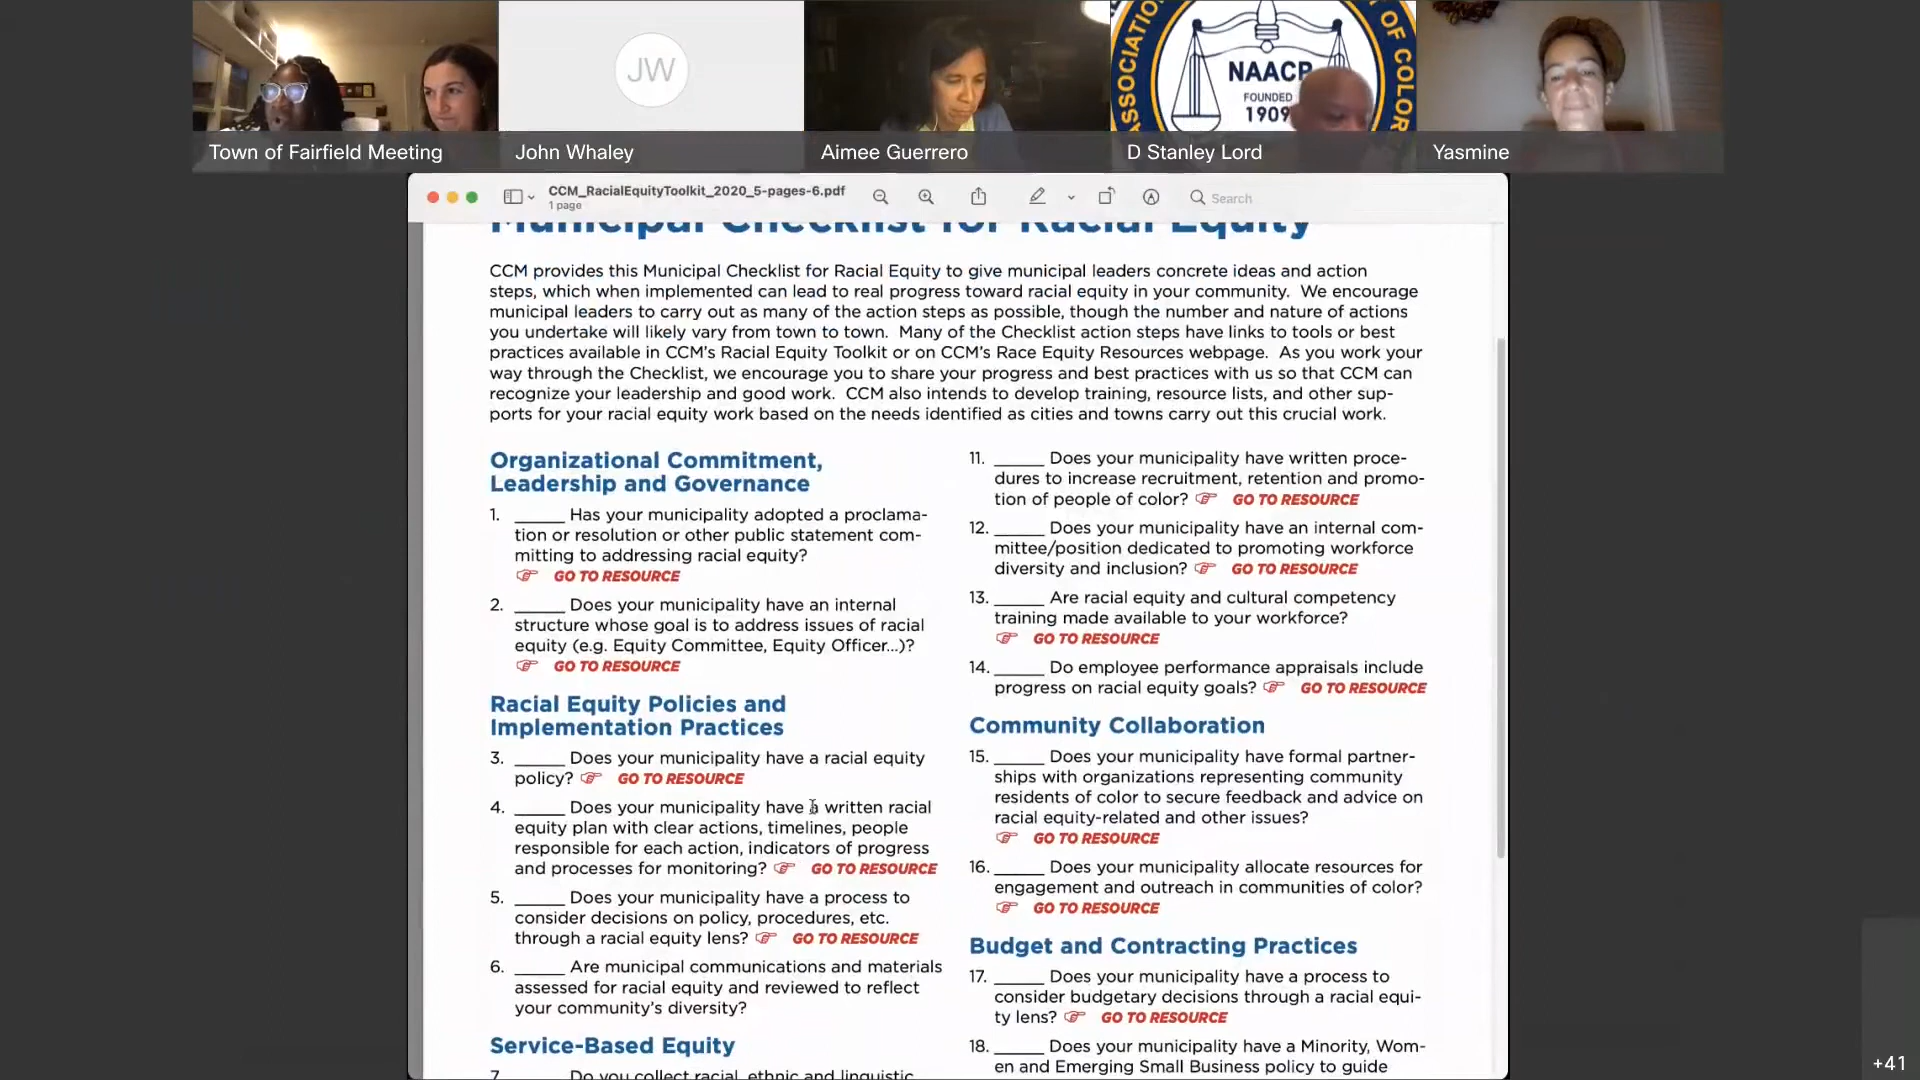 JW
NAACP
FOUNDED
1909
ASSOCIATION
OF COLOR
Town of Fairfield Meeting
John Whaley
Aimee Guerrero
D Stanley Lord
Yasmine
CCM_RacialEquityToolkit_2020_5-pages-6.pdf
1 page
Search
Municipal Checklist for Racial Equity
CCM provides this Municipal Checklist for Racial Equity to give municipal leaders concrete ideas and action
steps, which when implemented can lead to real progress toward racial equity in your community. We encourage
municipal leaders to carry out as many of the action steps as possible, though the number and nature of actions
you undertake will likely vary from town to town. Many of the Checklist action steps have links to tools or best
practices available in CCM's Racial Equity Toolkit or on CCM's Race Equity Resources webpage. As you work your
way through the Checklist, we encourage you to share your progress and best practices with us so that CCM can
recognize your leadership and good work. CCM also intends to develop training, resource lists, and other sup-
ports for your racial equity work based on the needs identified as cities and towns carry out this crucial work.
Organizational Commitment,
Leadership and Governance
1. _____ Has your municipality adopted a proclama-
tion or resolution or other public statement com-
mitting to addressing racial equity?
GO TO RESOURCE
2. _____ Does your municipality have an internal
structure whose goal is to address issues of racial
equity (e.g. Equity Committee, Equity Officer...)?
GO TO RESOURCE
Racial Equity Policies and
Implementation Practices
3. _____ Does your municipality have a racial equity
policy? GO TO RESOURCE
4. _____ Does your municipality have a written racial
equity plan with clear actions, timelines, people
responsible for each action, indicators of progress
and processes for monitoring? GO TO RESOURCE
5. _____ Does your municipality have a process to
consider decisions on policy, procedures, etc.
through a racial equity lens? GO TO RESOURCE
6. _____ Are municipal communications and materials
assessed for racial equity and reviewed to reflect
your community's diversity?
Service-Based Equity
7. _____ Do you collect racial, ethnic and linguistic
11. _____ Does your municipality have written proce-
dures to increase recruitment, retention and promo-
tion of people of color? GO TO RESOURCE
12. _____ Does your municipality have an internal com-
mittee/position dedicated to promoting workforce
diversity and inclusion? GO TO RESOURCE
13. _____ Are racial equity and cultural competency
training made available to your workforce?
GO TO RESOURCE
14. _____ Do employee performance appraisals include
progress on racial equity goals? GO TO RESOURCE
Community Collaboration
15. _____ Does your municipality have formal partner-
ships with organizations representing community
residents of color to secure feedback and advice on
racial equity-related and other issues?
GO TO RESOURCE
16. _____ Does your municipality allocate resources for
engagement and outreach in communities of color?
GO TO RESOURCE
Budget and Contracting Practices
17. _____ Does your municipality have a process to
consider budgetary decisions through a racial equi-
ty lens? GO TO RESOURCE
18. _____ Does your municipality have a Minority, Wom-
en and Emerging Small Business policy to guide
+41